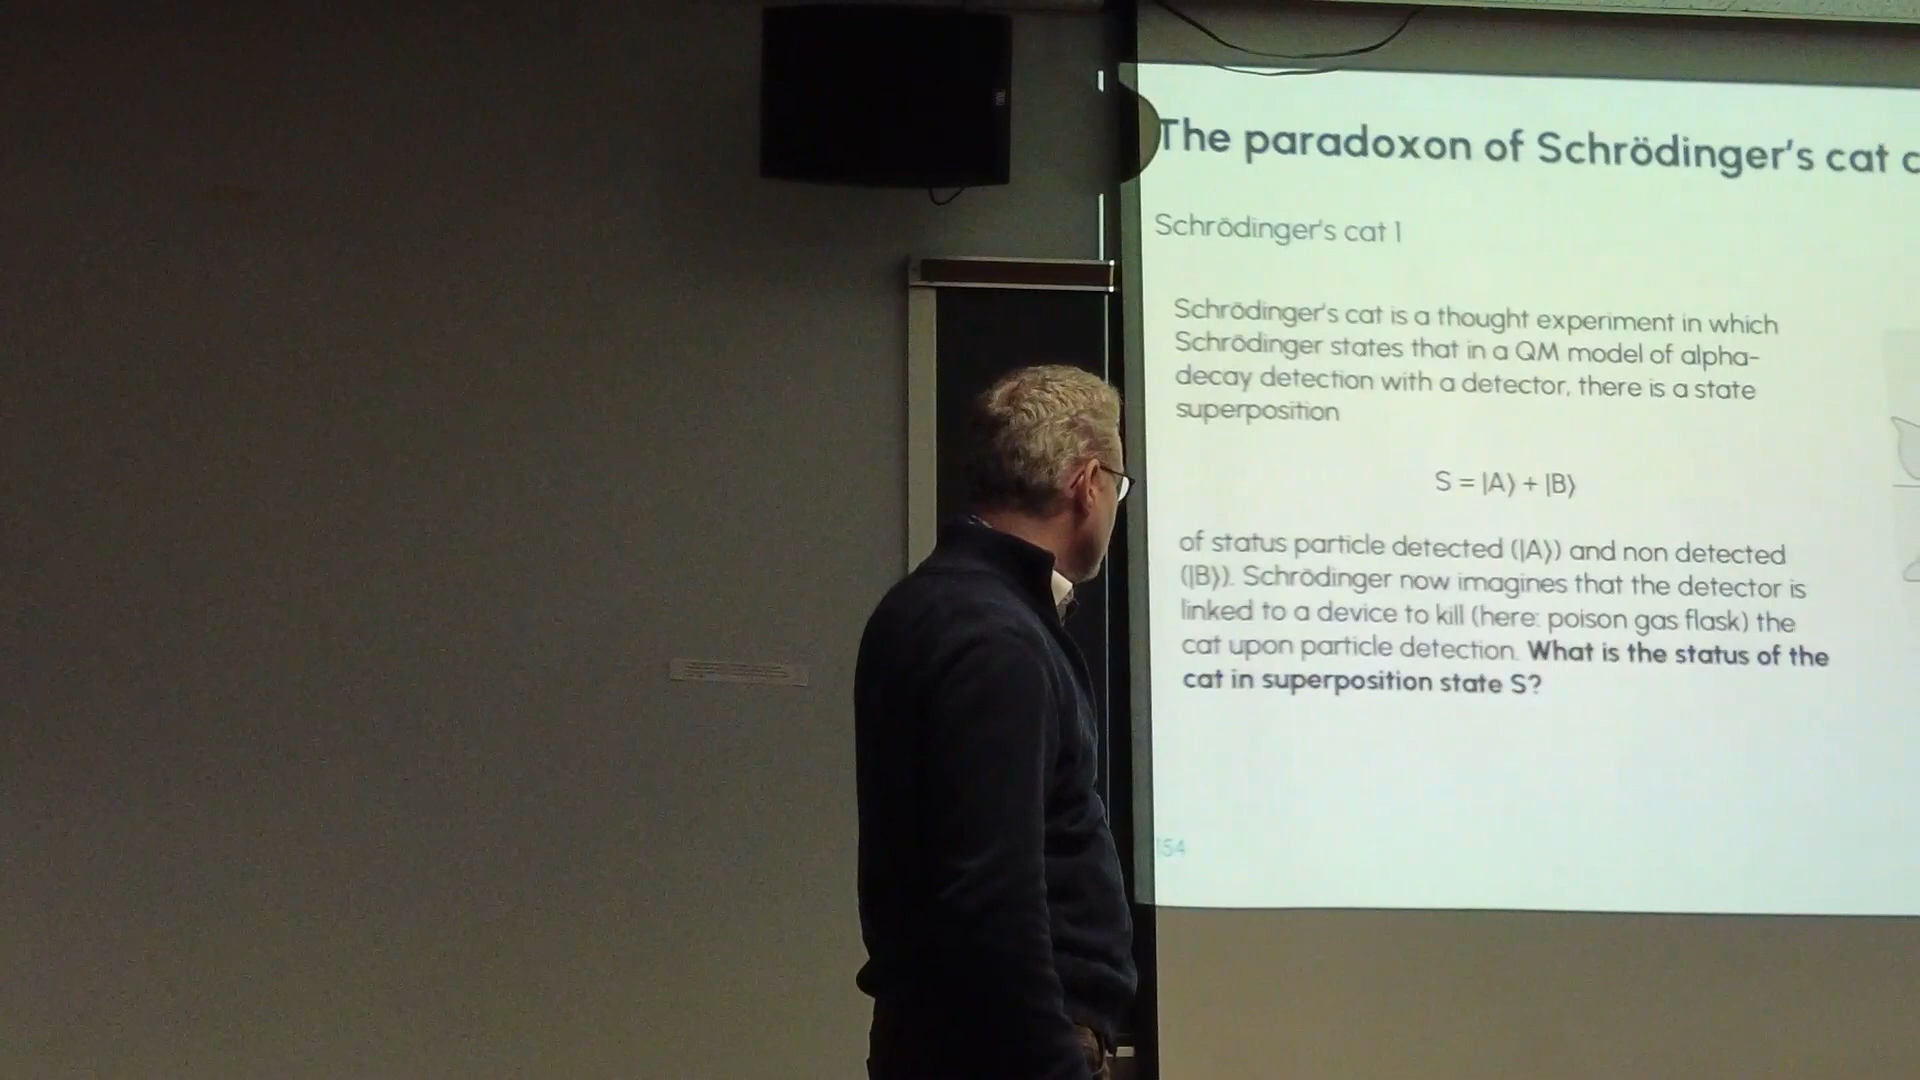 The paradoxon of Schrödinger's cat
Schrödinger's cat 1
Schrödinger's cat is a thought experiment in which
Schrödinger states that in a QM model of alpha-
decay detection with a detector, there is a state
superposition
S = |A⟩ + |B⟩
of status particle detected (|A⟩) and non detected
(|B⟩). Schrödinger now imagines that the detector is
linked to a device to kill (here: poison gas flask) the
cat upon particle detection. What is the status of the
cat in superposition state S?
154
JBL